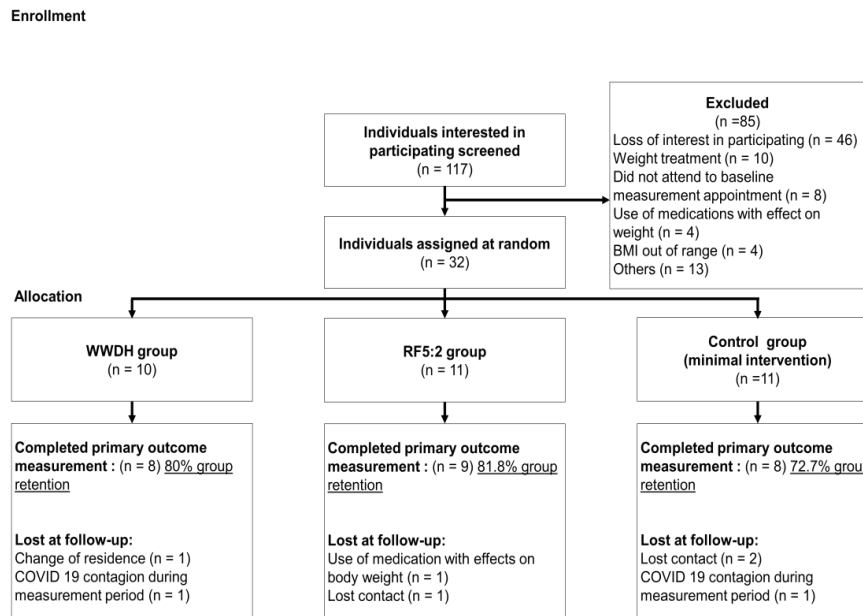 Enrollment
Individuals interested in
participating screened
(n = 117)
Excluded
(n =85)
Loss of interest in participating (n = 46)
Weight treatment (n = 10)
Did not attend to baseline
measurement appointment (n = 8)
Use of medications with effect on
weight (n = 4)
BMI out of range (n = 4)
Others (n = 13)
Individuals assigned at random
(n = 32)
Allocation
WWDH group
(n = 10)
RF5:2 group
(n = 11)
Control group
(minimal intervention)
(n =11)
Completed primary outcome
measurement : (n = 8) 80% group
retention
Lost at follow-up:
Change of residence (n = 1)
COVID 19 contagion during
measurement period (n = 1)
Completed primary outcome
measurement : (n = 9) 81.8% group
retention
Lost at follow-up:
Use of medication with effects on
body weight (n = 1)
Lost contact (n = 1)
Completed primary outcome
measurement : (n = 8) 72.7% grou
retention
Lost at follow-up:
Lost contact (n = 2)
COVID 19 contagion during
measurement period (n = 1)